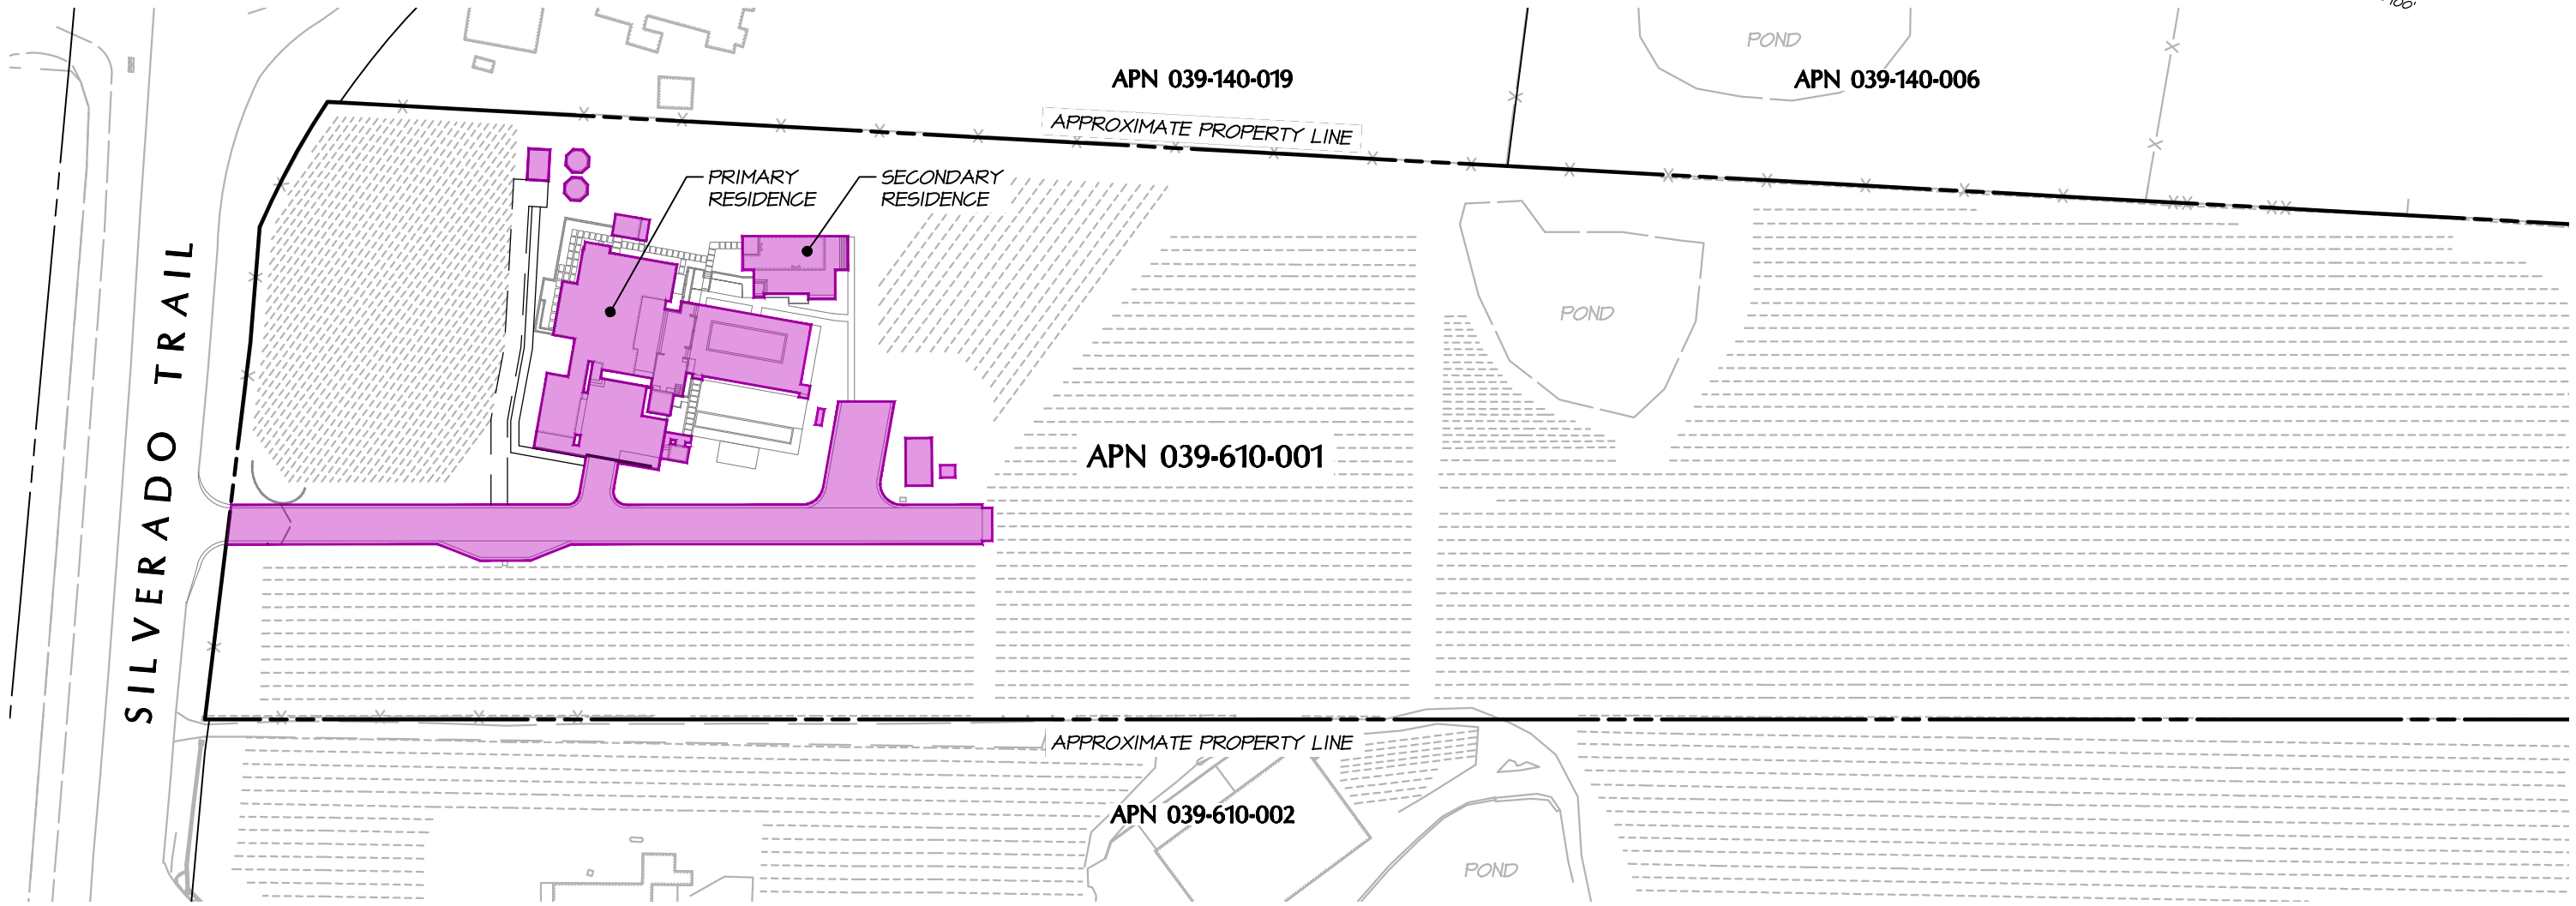 100'
POND
APN 039-140-019
APN 039-140-006
APPROXIMATE PROPERTY LINE
PRIMARY
RESIDENCE
SECONDARY
RESIDENCE
POND
SILVERADO TRAIL
APN 039-610-001
APPROXIMATE PROPERTY LINE
APN 039-610-002
POND